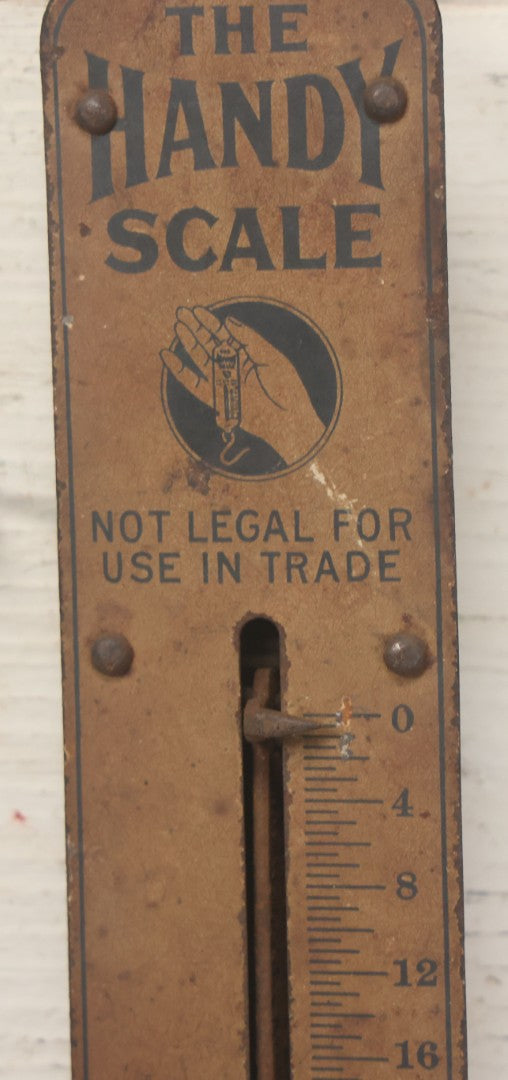 THE
HANDY
SCALE
NOT LEGAL FOR
USE IN TRADE
0
4
8
12
16